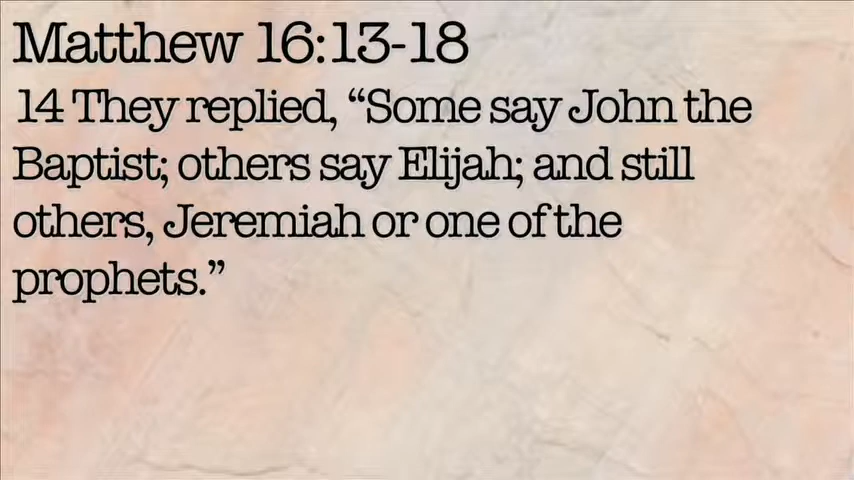 Matthew 16:13-18
14 They replied, “Some say John the
Baptist; others say Elijah; and still
others, Jeremiah or one of the
prophets.”